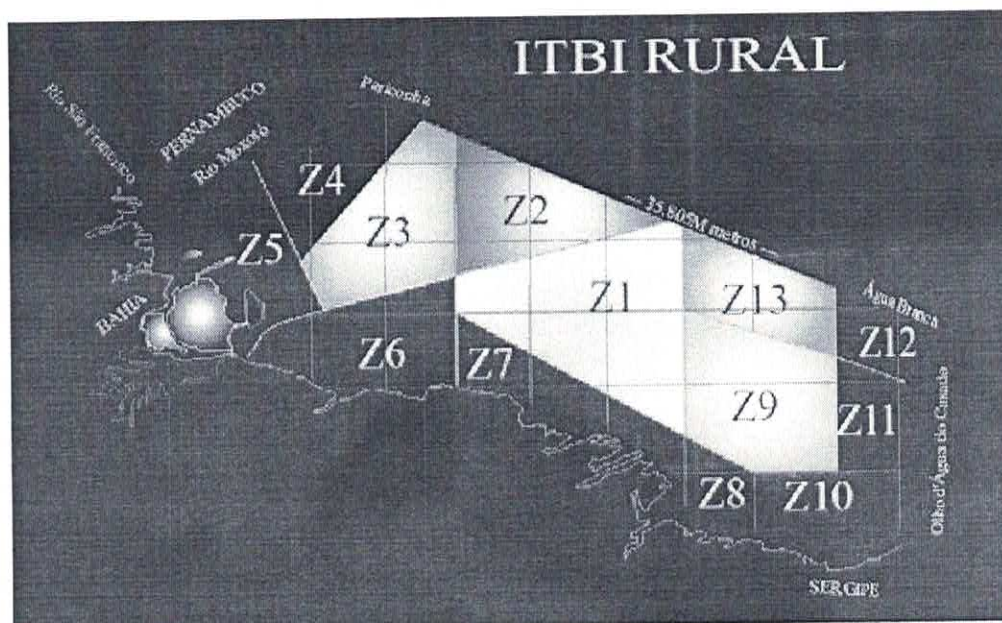 ITBI RURAL
Rio São Francisco
PERNAMBUCO
Rio Moxotó
Pariconha
Z4
Z3
Z2
35.805M metros
Z5
BAHIA
Z1
Z13
Água Branca
Z6
Z7
Z12
Z9
Z11
Olho d'Água do Casado
Z8
Z10
SERGIPE